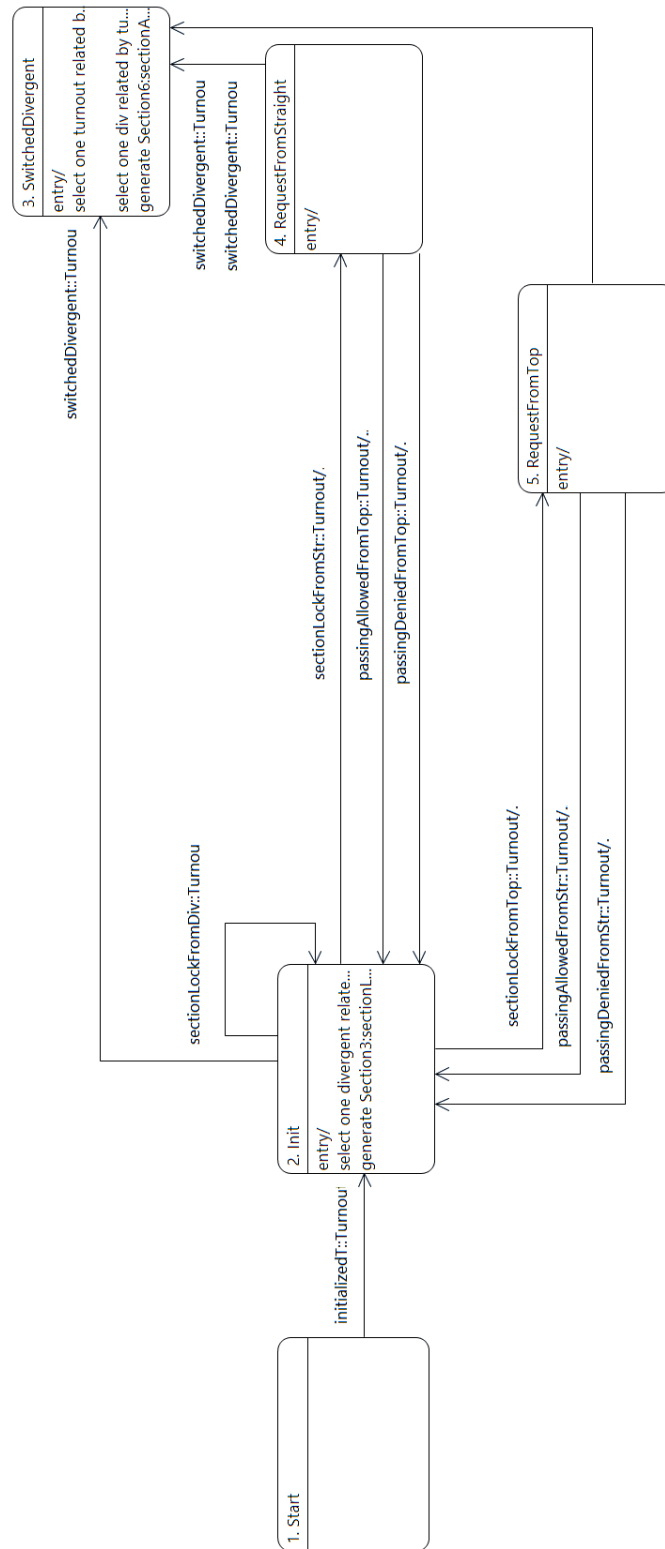 3. SwitchedDivergent
entry/
select one turnout related b...
select one div related by tu...
generate Section6:sectionA...
switchedDivergent::Turnou
switchedDivergent::Turnou
switchedDivergent::Turnou
4. RequestFromStraight
entry/
5. RequestFromTop
entry/
sectionLockFromStr::Turnout/.
passingAllowedFromTop::Turnout/..
passingDeniedFromTop::Turnout/.
sectionLockFromDiv::Turnou
sectionLockFromTop::Turnout/.
passingAllowedFromStr::Turnout/.
passingDeniedFromStr::Turnout/.
2. Init
entry/
select one divergent relate...
generate Section3:sectionL...
initializedT::Turnou
1. Start